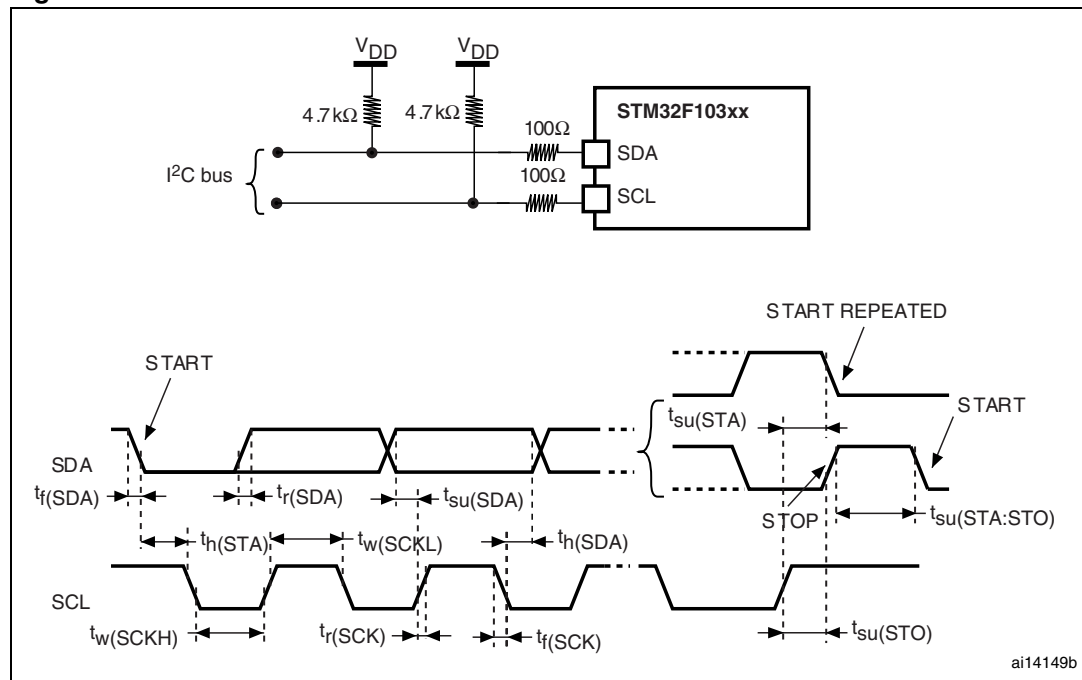 VDD VDD
4.7kΩ 4.7kΩ
STM32F103xx
100Ω
SDA
100Ω
SCL
I²C bus
START REPEATED
START
START
tsu(STA)
SDA
tf(SDA) tr(SDA) tsu(SDA)
STOP
tsu(STA:STO)
th(STA) tw(SCKL) th(SDA)
SCL
tw(SCKH) tr(SCK) tf(SCK) tsu(STO)
ai14149b